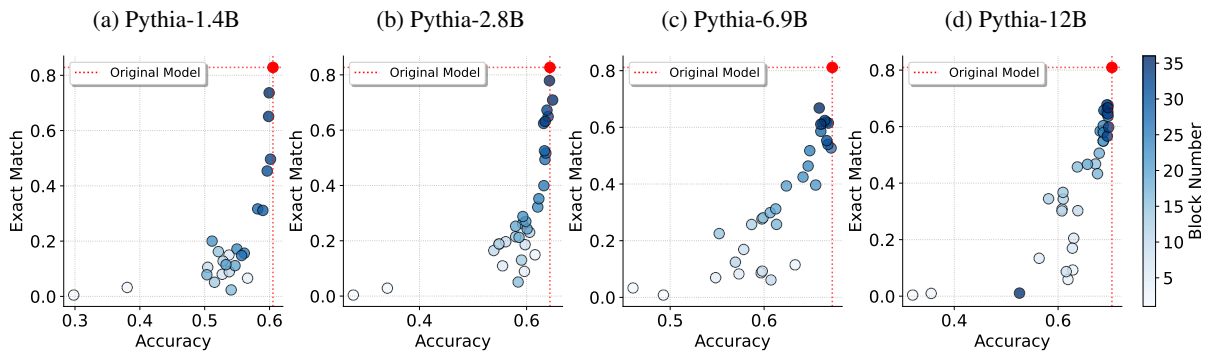 (a) Pythia-1.4B
(b) Pythia-2.8B
(c) Pythia-6.9B
(d) Pythia-12B
Original Model
Exact Match
0.8
0.6
0.4
0.2
0.0
0.3 0.4 0.5 0.6
Accuracy
Original Model
Exact Match
0.8
0.6
0.4
0.2
0.0
0.4 0.6
Accuracy
Original Model
Exact Match
0.8
0.6
0.4
0.2
0.0
0.5 0.6
Accuracy
Original Model
Exact Match
0.8
0.6
0.4
0.2
0.0
0.4 0.6
Accuracy
35
30
25
20
15
10
5
Block Number